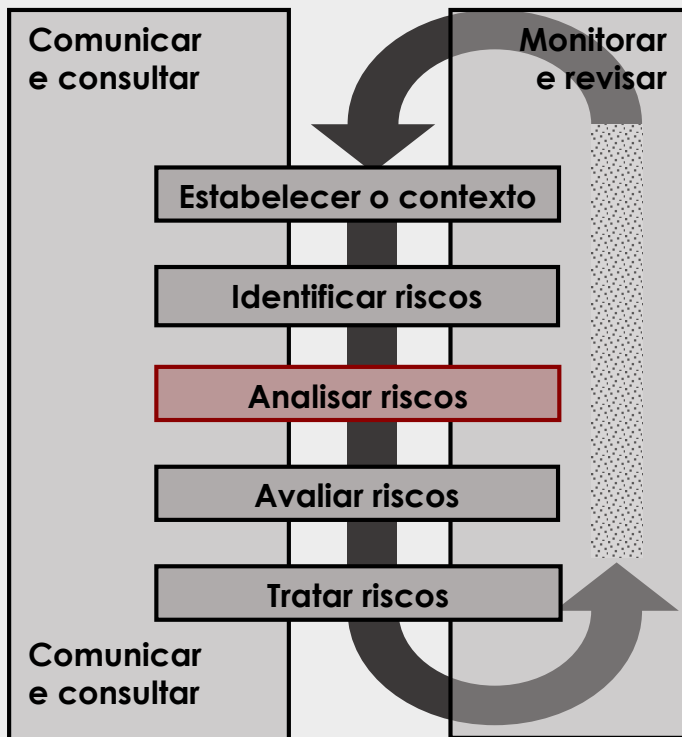 Comunicar
e consultar
Monitorar
e revisar
Estabelecer o contexto
Identificar riscos
Analisar riscos
Avaliar riscos
Tratar riscos
Comunicar
e consultar